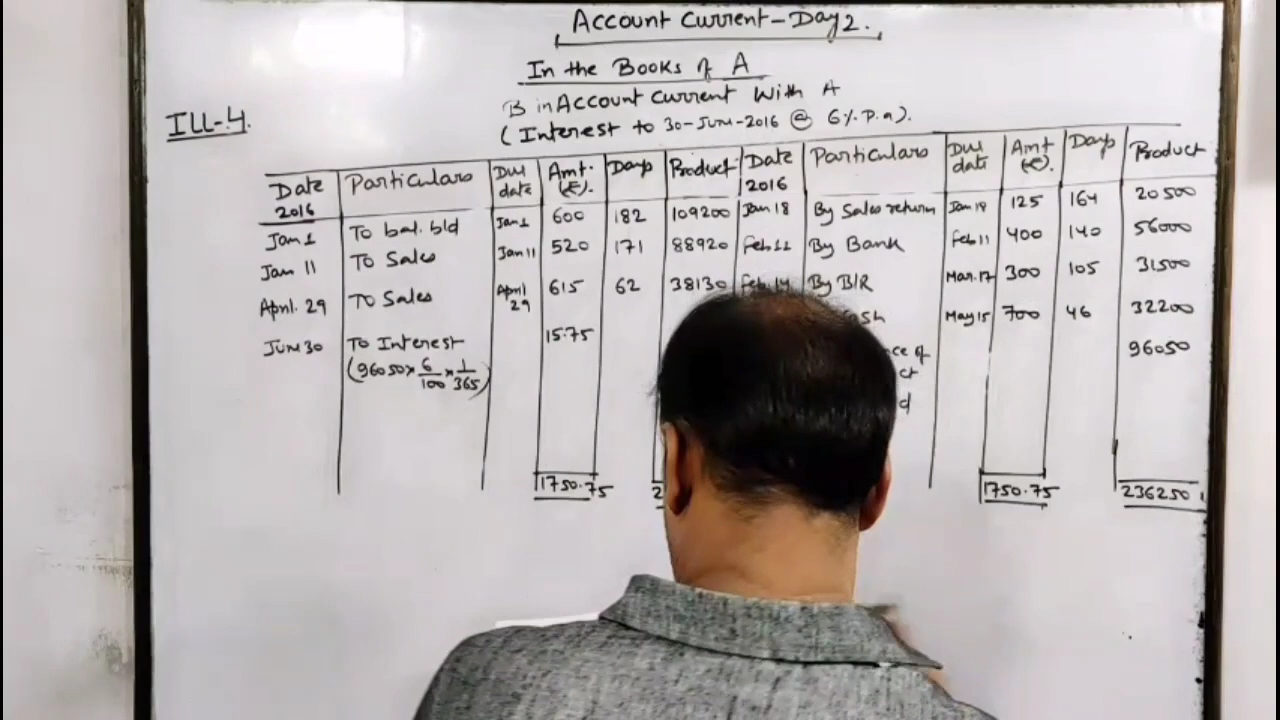 Account Current-Day 2.
In the Books of A
B in Account Current With A
(Interest to 30-June-2016 @ 6%.P.a).
ILL-4.
Date 2016 Particulars Due date Amt. (₹). Days Product Date 2016 Particulars Due date Amt (₹). Days Product
Jan 1 To bal. b/d Jan 1 600 182 109200 Jan 18 By Sales return Jan 18 125 164 20500
Jan 11 To Sales Jan 11 520 171 88920 Feb 11 By Bank Feb 11 400 140 56000
April. 29 To Sales April 29 615 62 38130 Feb. 14 By B/R Mar. 17 300 105 31500
June 30 To Interest 15.75 May 15 700 46 32200
(96050 × 6/100 × 1/365) 96050
1750.75 1750.75 236250